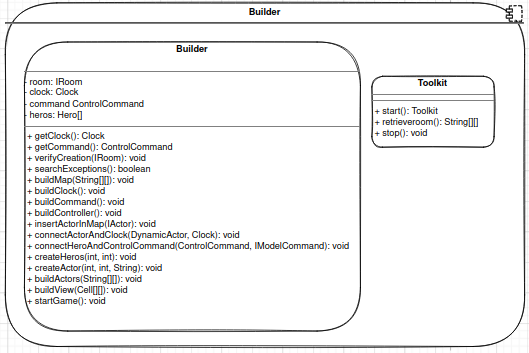 Builder
Builder
- room: IRoom
- clock: Clock
- command ControlCommand
- heros: Hero[]
+ getClock(): Clock
+ getCommand(): ControlCommand
+ verifyCreation(IRoom): void
+ searchExceptions(): boolean
+ buildMap(String[][]): void
+ buildClock(): void
+ buildCommand(): void
+ buildController(): void
+ insertActorInMap(IActor): void
+ connectActorAndClock(DynamicActor, Clock): void
+ connectHeroAndControlCommand(ControlCommand, IModelCommand): void
+ createHeros(int, int): void
+ createActor(int, int, String): void
+ buildActors(String[][]): void
+ buildView(Cell[][]): void
+ startGame(): void
Toolkit
+ start(): Toolkit
+ retrieveroom(): String[][]
+ stop(): void